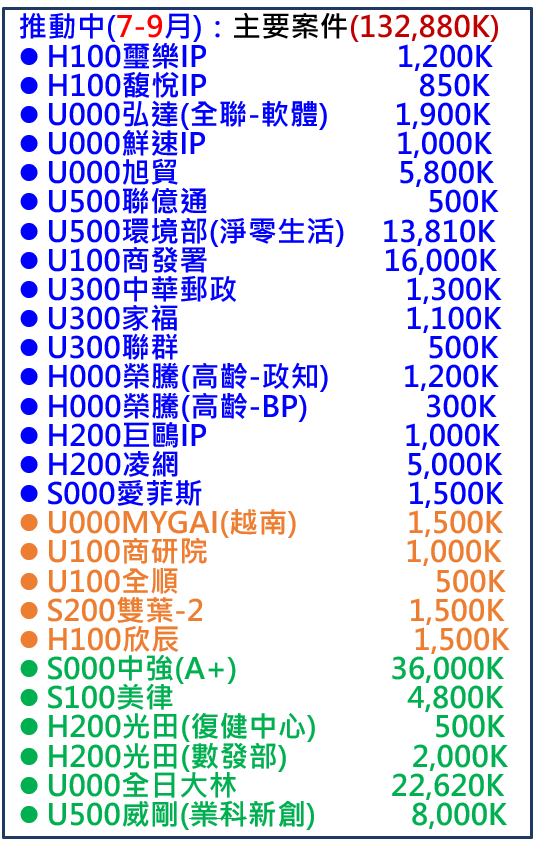 推動中(7-9月)：主要案件(132,880K)
● H100璽樂IP 1,200K
● H100馥悅IP 850K
● U000弘達(全聯-軟體) 1,900K
● U000鮮速IP 1,000K
● U000旭貿 5,800K
● U500聯億通 500K
● U500環境部(淨零生活) 13,810K
● U100商發署 16,000K
● U300中華郵政 1,300K
● U300家福 1,100K
● U300聯群 500K
● H000榮騰(高齡-政知) 1,200K
● H000榮騰(高齡-BP) 300K
● H200巨鷗IP 1,000K
● H200凌網 5,000K
● S000愛菲斯 1,500K
● U000MYGAI(越南) 1,500K
● U100商研院 1,000K
● U100全順 500K
● S200雙葉-2 1,500K
● H100欣辰 1,500K
● S000中強(A+) 36,000K
● S100美律 4,800K
● H200光田(復健中心) 500K
● H200光田(數發部) 2,000K
● U000全日大林 22,620K
● U500威剛(業科新創) 8,000K